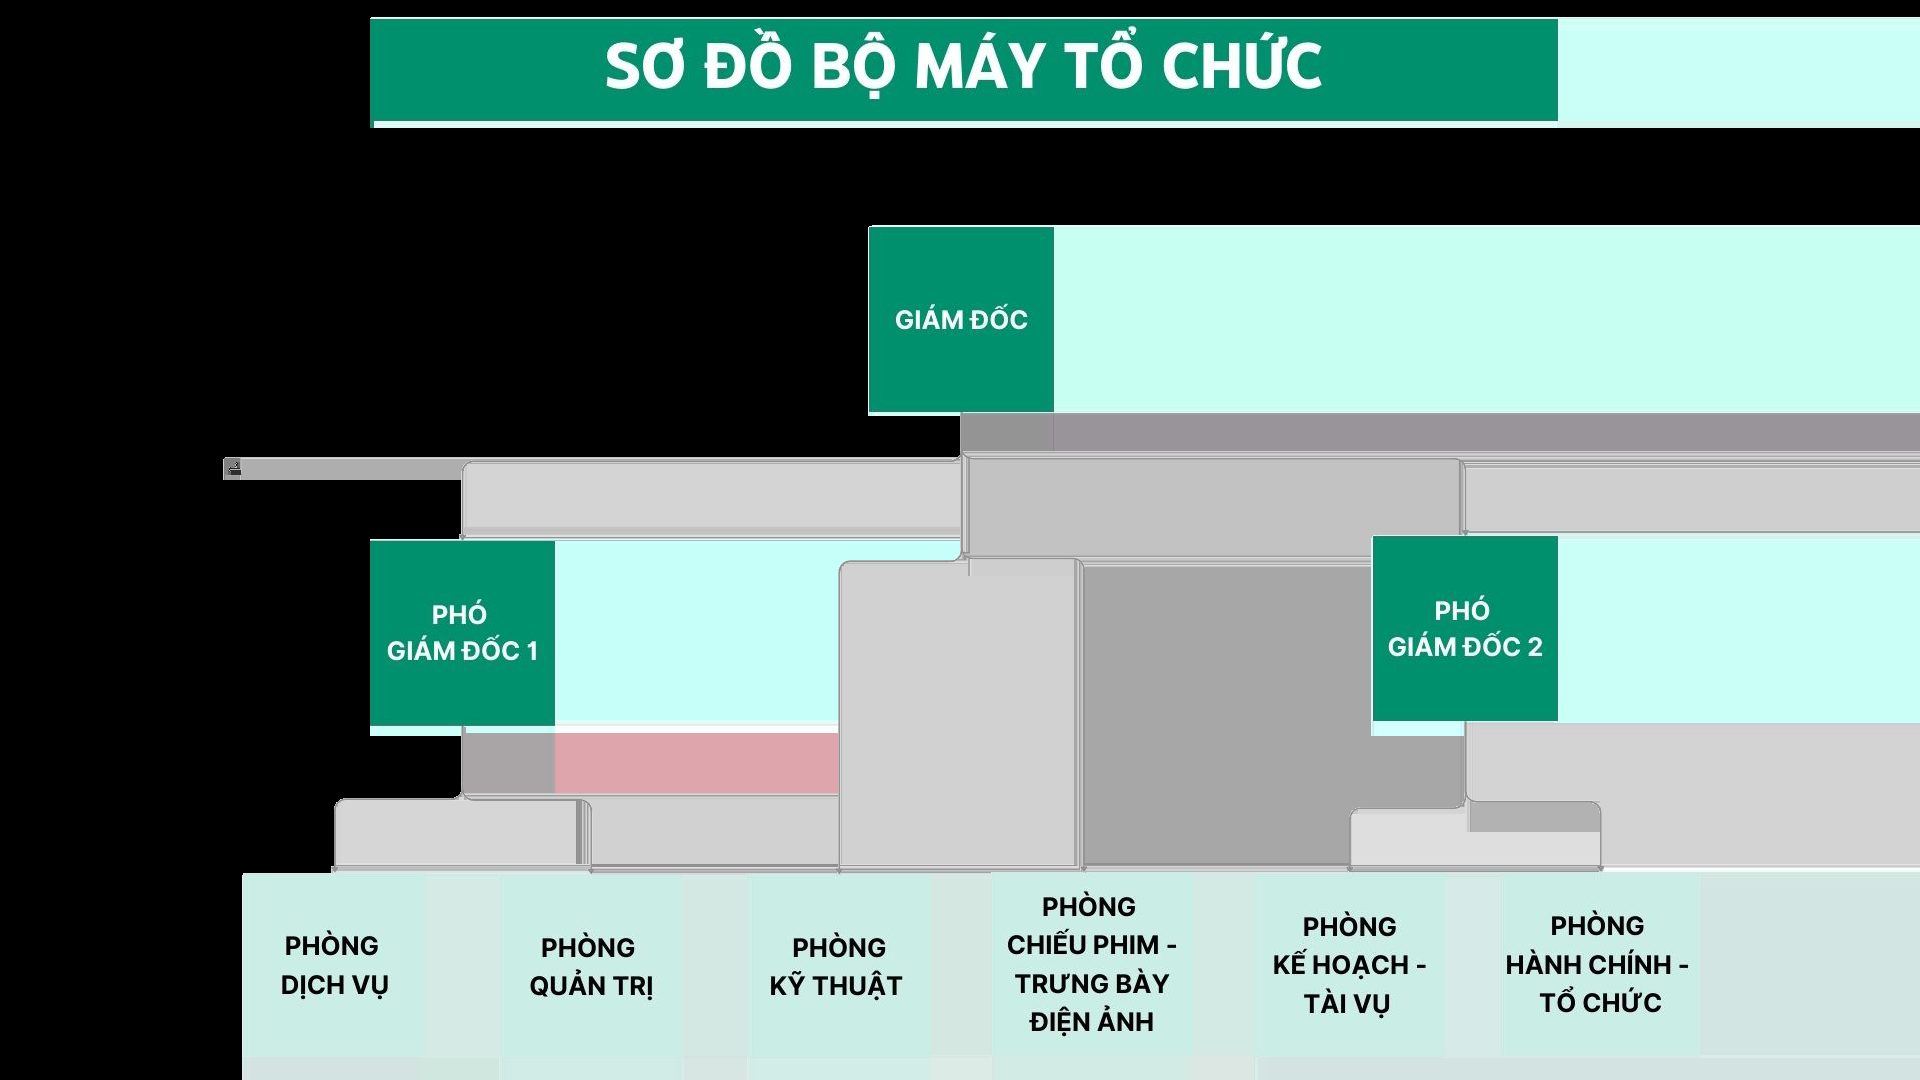 SƠ ĐỒ BỘ MÁY TỔ CHỨC
GIÁM ĐỐC
PHÓ
GIÁM ĐỐC 1
PHÓ
GIÁM ĐỐC 2
PHÒNG
DỊCH VỤ
PHÒNG
QUẢN TRỊ
PHÒNG
KỸ THUẬT
PHÒNG
CHIẾU PHIM -
TRƯNG BÀY
ĐIỆN ẢNH
PHÒNG
KẾ HOẠCH -
TÀI VỤ
PHÒNG
HÀNH CHÍNH -
TỔ CHỨC